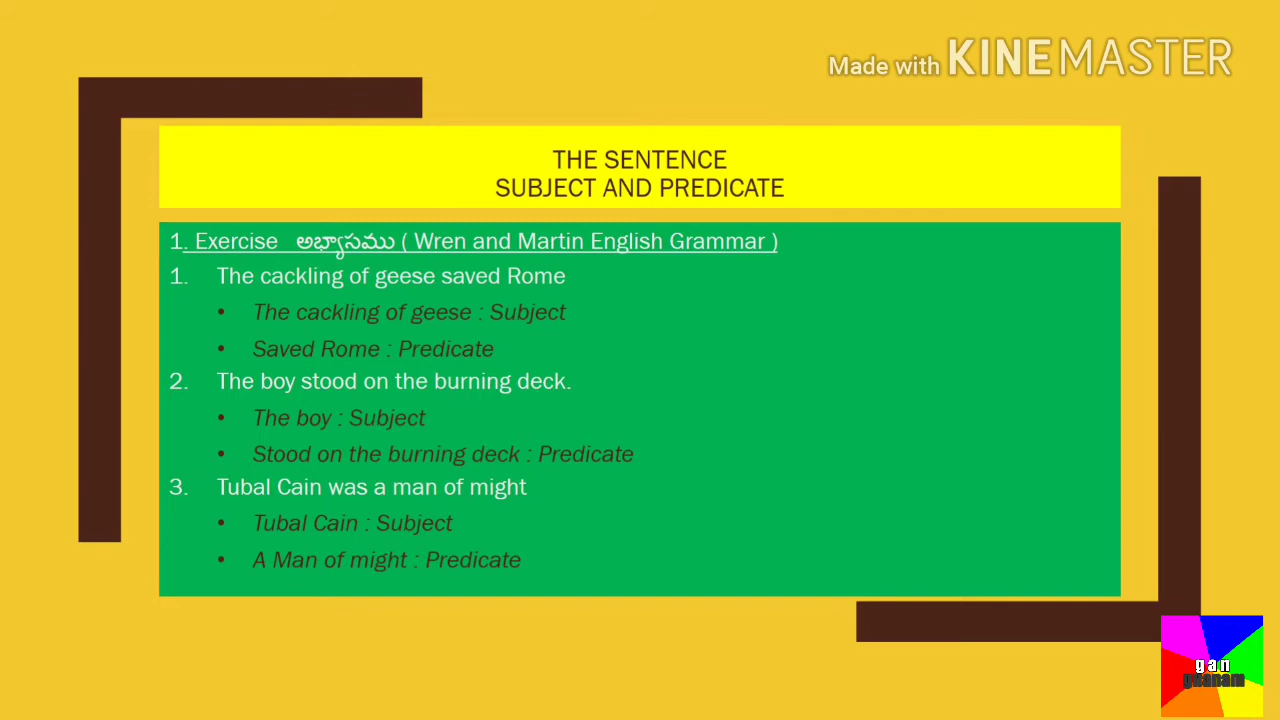 Made with KINEMASTER
THE SENTENCE
SUBJECT AND PREDICATE
1. Exercise అభ్యాసము ( Wren and Martin English Grammar )
1. The cackling of geese saved Rome
• The cackling of geese : Subject
• Saved Rome : Predicate
2. The boy stood on the burning deck.
• The boy : Subject
• Stood on the burning deck : Predicate
3. Tubal Cain was a man of might
• Tubal Cain : Subject
• A Man of might : Predicate
gan
gnanam